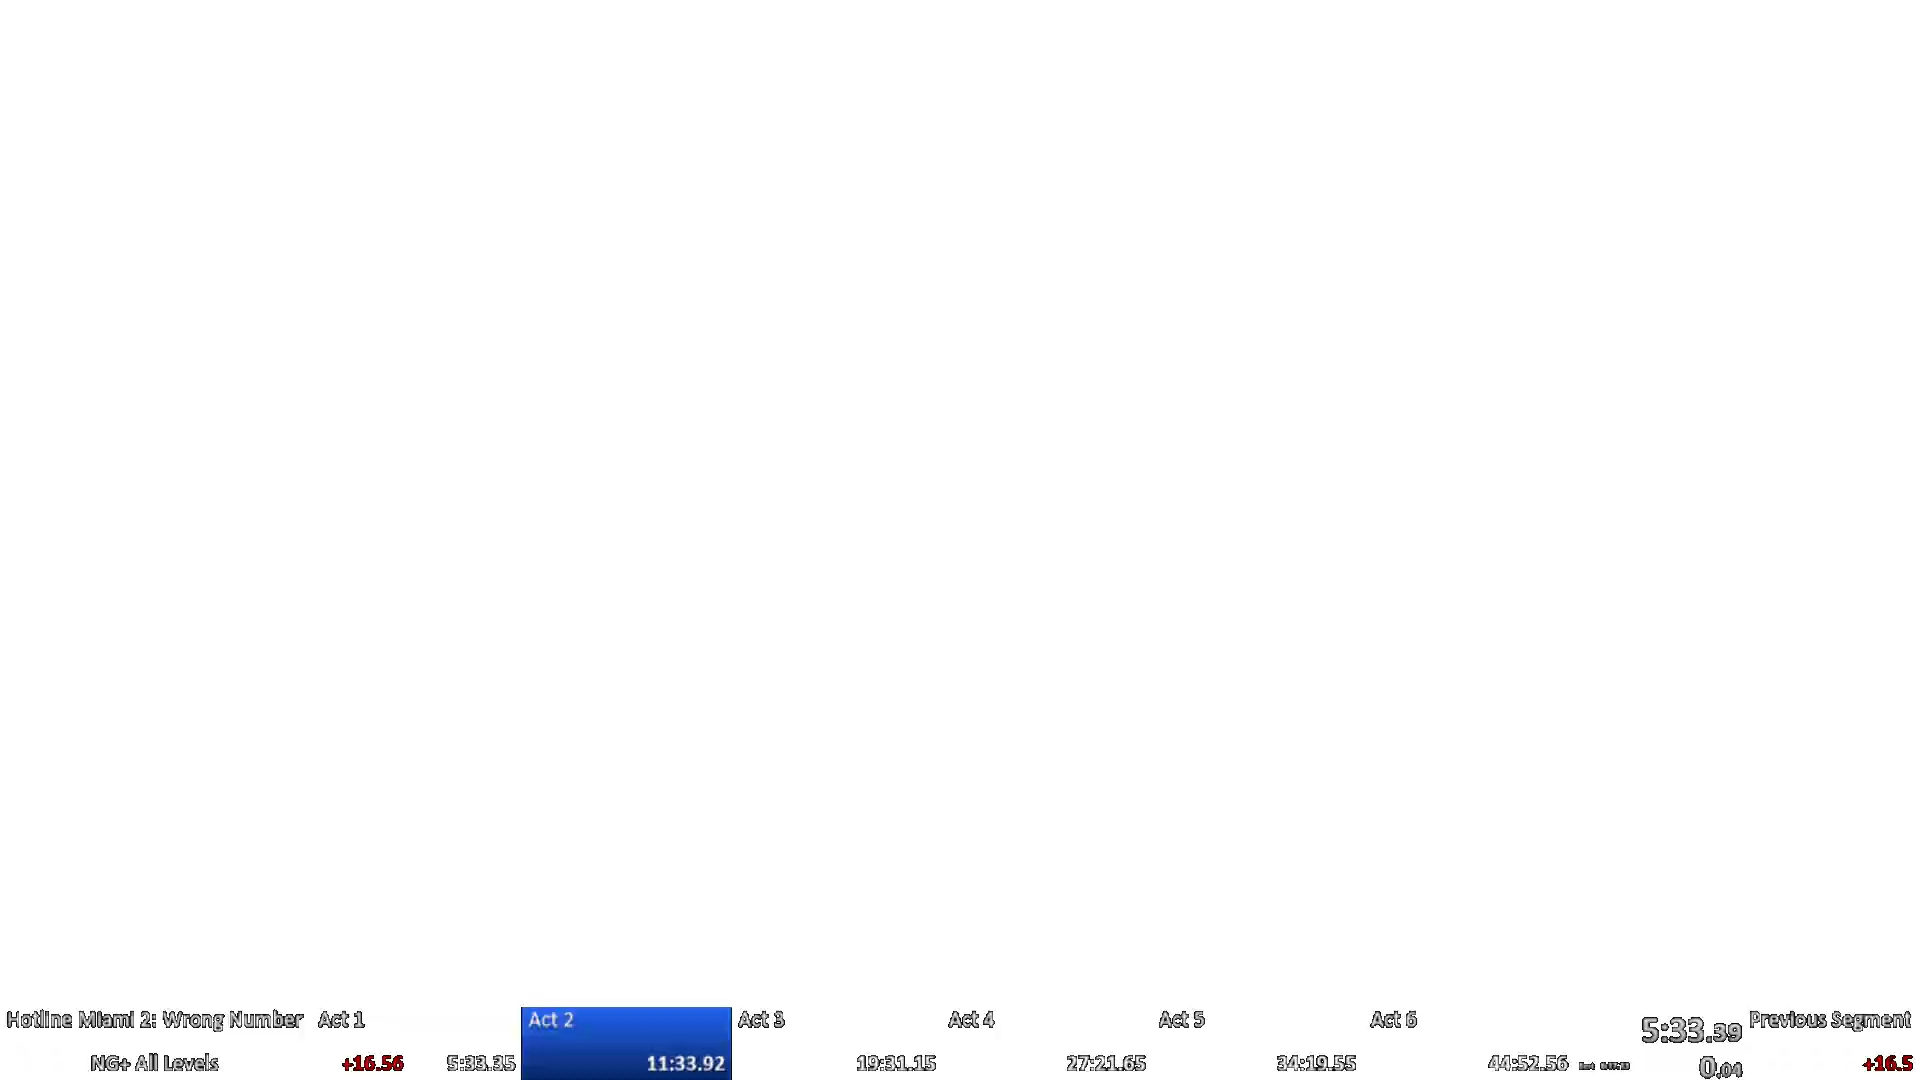 Hotline Miami 2: Wrong Number
NG+ All Levels
Act 1
+16.56 5:33.35
Act 2
11:33.92
Act 3
19:31.15
Act 4
27:21.65
Act 5
34:19.55
Act 6
44:52.56
5:33.39
0.04
Previous Segment
+16.5